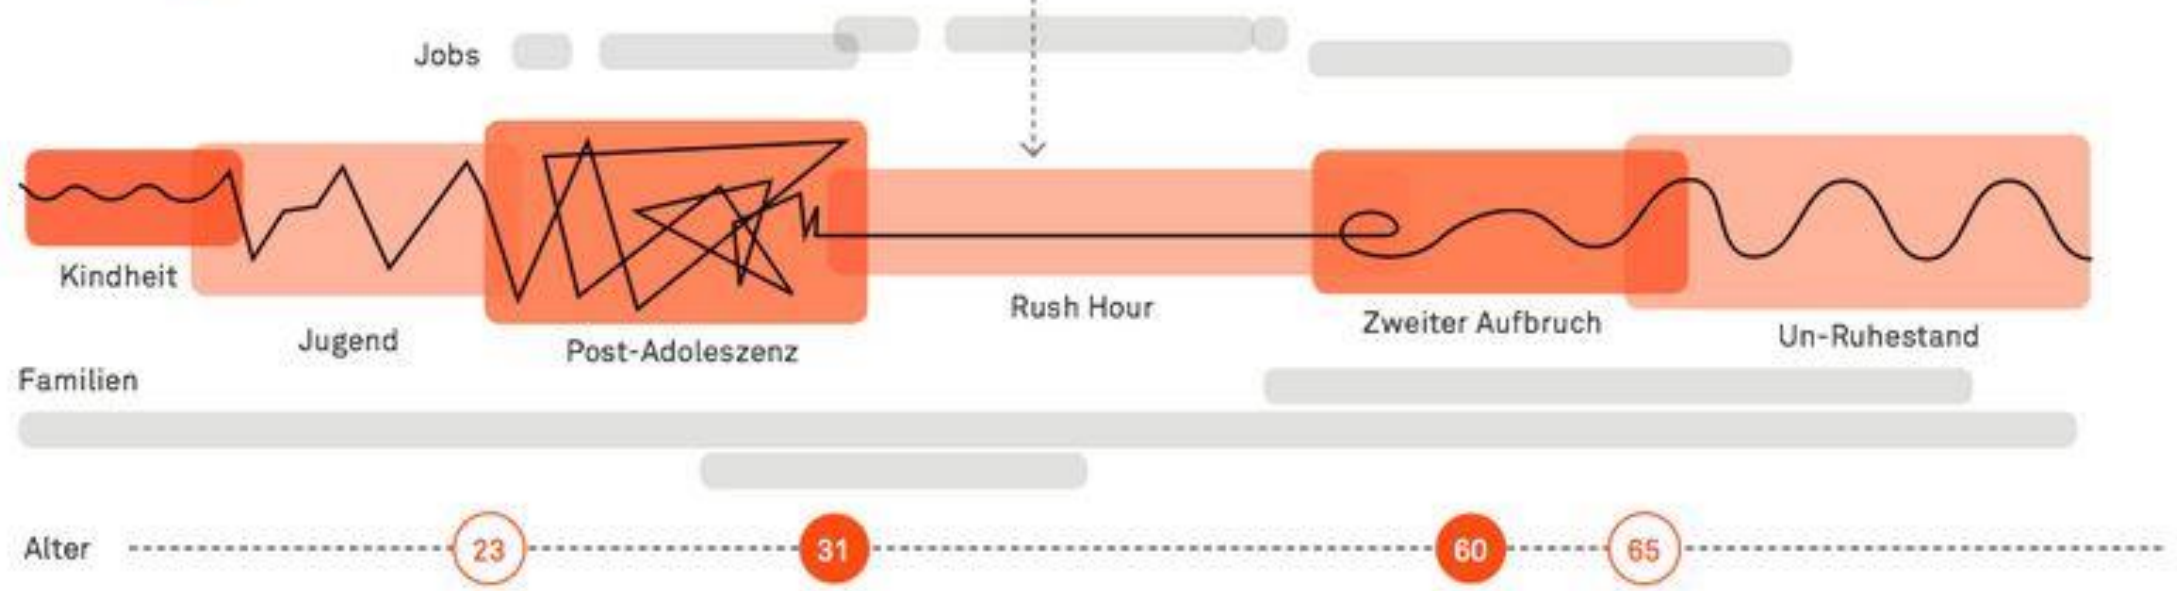 Jobs
Kindheit
Jugend
Post-Adoleszenz
Rush Hour
Zweiter Aufbruch
Un-Ruhestand
Familien
Alter
23
31
60
65